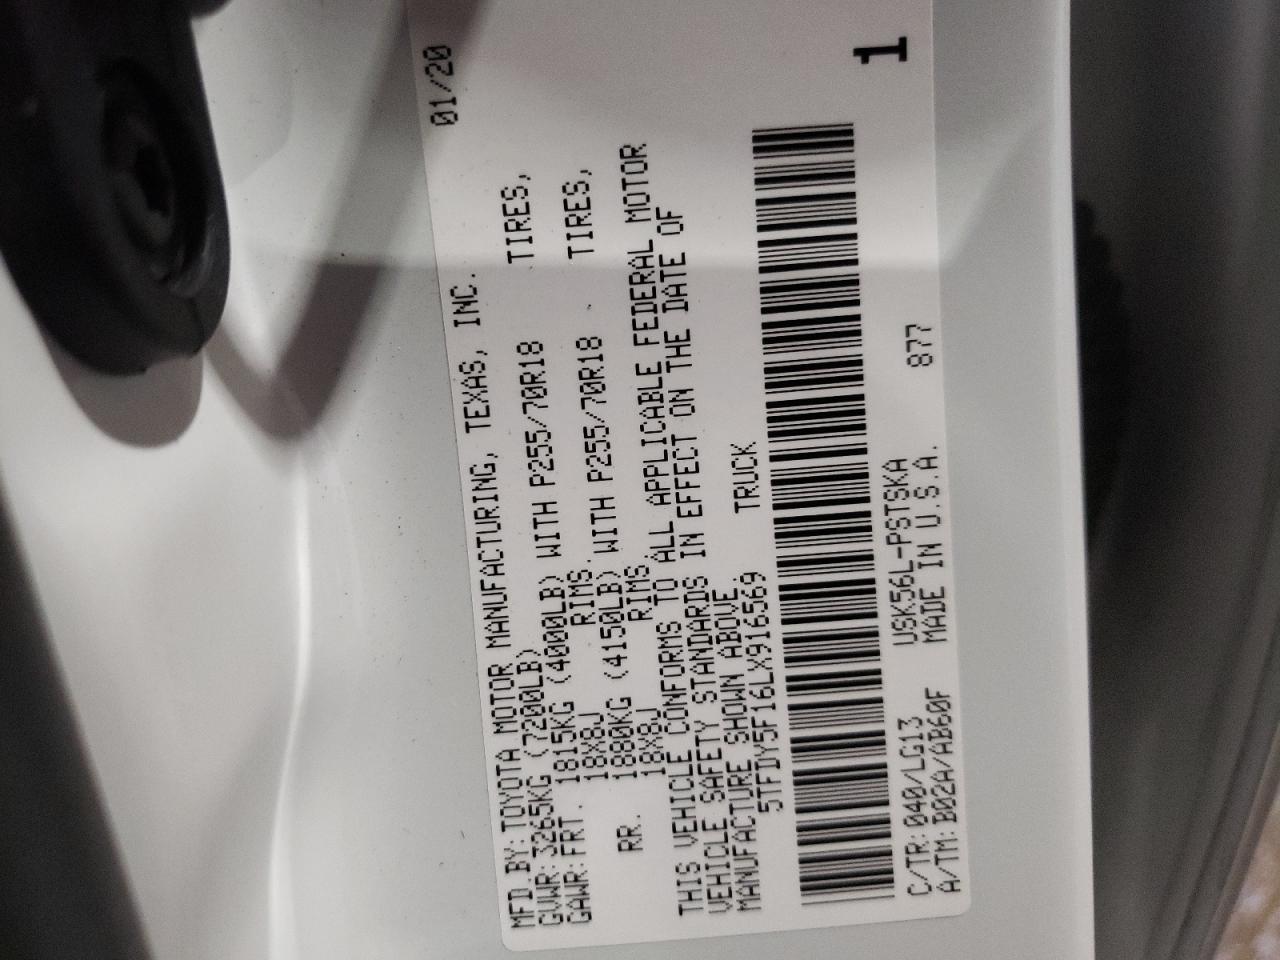 MFD.BY:TOYOTA MOTOR MANUFACTURING, TEXAS, INC. 01/20
GVWR:3265KG (7200LB)
GAWR:FRT. 1815KG (4000LB) WITH P255/70R18 TIRES,
18X8J RIMS.
RR. 1880KG (4150LB) WITH P255/70R18 TIRES,
18X8J RIMS.
THIS VEHICLE CONFORMS TO ALL APPLICABLE FEDERAL MOTOR
VEHICLE SAFETY STANDARDS IN EFFECT ON THE DATE OF
MANUFACTURE SHOWN ABOVE.
5TFDY5F16LX916569 TRUCK
1
C/TR:040/LG13 USK56L-PSTSKA 877
A/TM:B02A/AB60F MADE IN U.S.A.